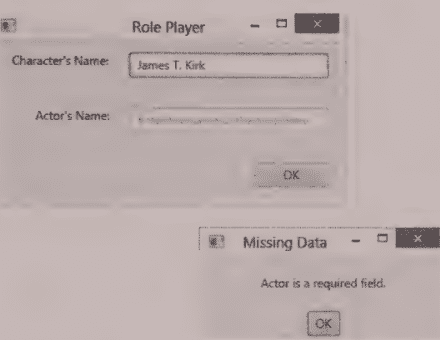 Role Player
Character's Name:
James T. Kirk
Actor's Name:
OK
Missing Data
Actor is a required field.
OK